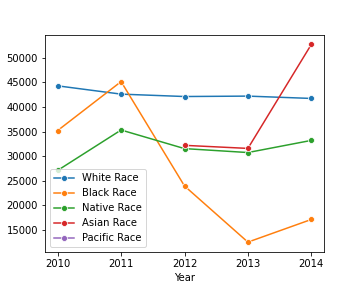 50000
45000
40000
35000
30000
25000
20000
15000
White Race
Black Race
Native Race
Asian Race
Pacific Race
2010 2011 2012 2013 2014
Year